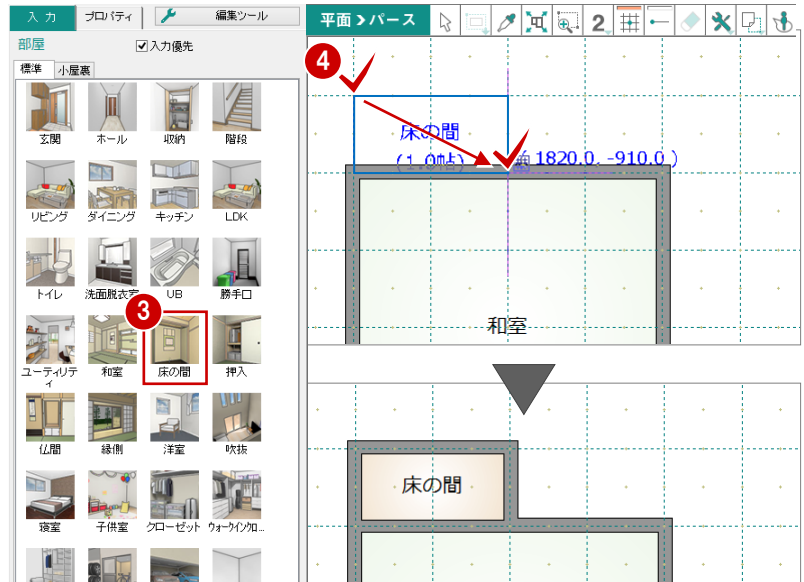 入 力
プロパティ
編集ツール
部屋
入力優先
標準
小屋裏
玄関
ホール
収納
階段
リビング
ダイニング
キッチン
LDK
トイレ
洗面脱衣室
UB
勝手口
3
ユーティリティ
和室
床の間
押入
仏間
縁側
洋室
吹抜
寝室
子供室
クローゼット
ウォークインクロ...
平面
パース
2
4
床の間
(1.0帖)
1820.0, -910.0 )
和室
床の間